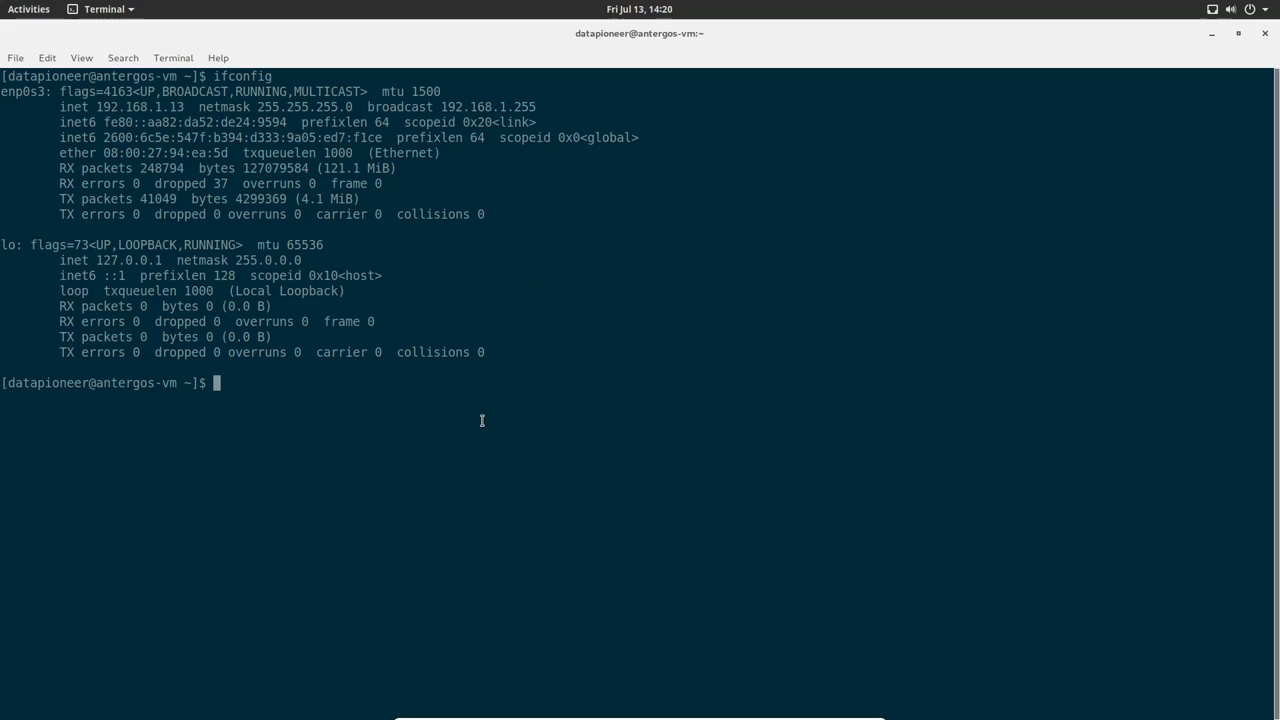 Activities Terminal Fri Jul 13, 14:20
datapioneer@antergos-vm:~
File Edit View Search Terminal Help
[datapioneer@antergos-vm ~]$ ifconfig
enp0s3: flags=4163<UP,BROADCAST,RUNNING,MULTICAST>  mtu 1500
        inet 192.168.1.13  netmask 255.255.255.0  broadcast 192.168.1.255
        inet6 fe80::aa82:da52:de24:9594  prefixlen 64  scopeid 0x20<link>
        inet6 2600:6c5e:547f:b394:d333:9a05:ed7:f1ce  prefixlen 64  scopeid 0x0<global>
        ether 08:00:27:94:ea:5d  txqueuelen 1000  (Ethernet)
        RX packets 248794  bytes 127079584 (121.1 MiB)
        RX errors 0  dropped 37  overruns 0  frame 0
        TX packets 41049  bytes 4299369 (4.1 MiB)
        TX errors 0  dropped 0 overruns 0  carrier 0  collisions 0
lo: flags=73<UP,LOOPBACK,RUNNING>  mtu 65536
        inet 127.0.0.1  netmask 255.0.0.0
        inet6 ::1  prefixlen 128  scopeid 0x10<host>
        loop  txqueuelen 1000  (Local Loopback)
        RX packets 0  bytes 0 (0.0 B)
        RX errors 0  dropped 0  overruns 0  frame 0
        TX packets 0  bytes 0 (0.0 B)
        TX errors 0  dropped 0 overruns 0  carrier 0  collisions 0
[datapioneer@antergos-vm ~]$